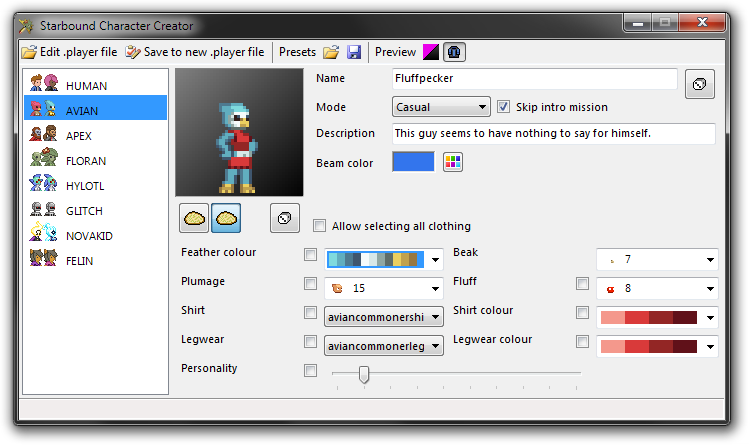 Starbound Character Creator
Edit .player file Save to new .player file Presets Preview
HUMAN
AVIAN
APEX
FLORAN
HYLOTL
GLITCH
NOVAKID
FELIN
Name Fluffpecker
Mode Casual Skip intro mission
Description This guy seems to have nothing to say for himself.
Beam color
Allow selecting all clothing
Feather colour Beak 7
Plumage 15 Fluff 8
Shirt aviancommonershi Shirt colour
Legwear aviancommonerleg Legwear colour
Personality